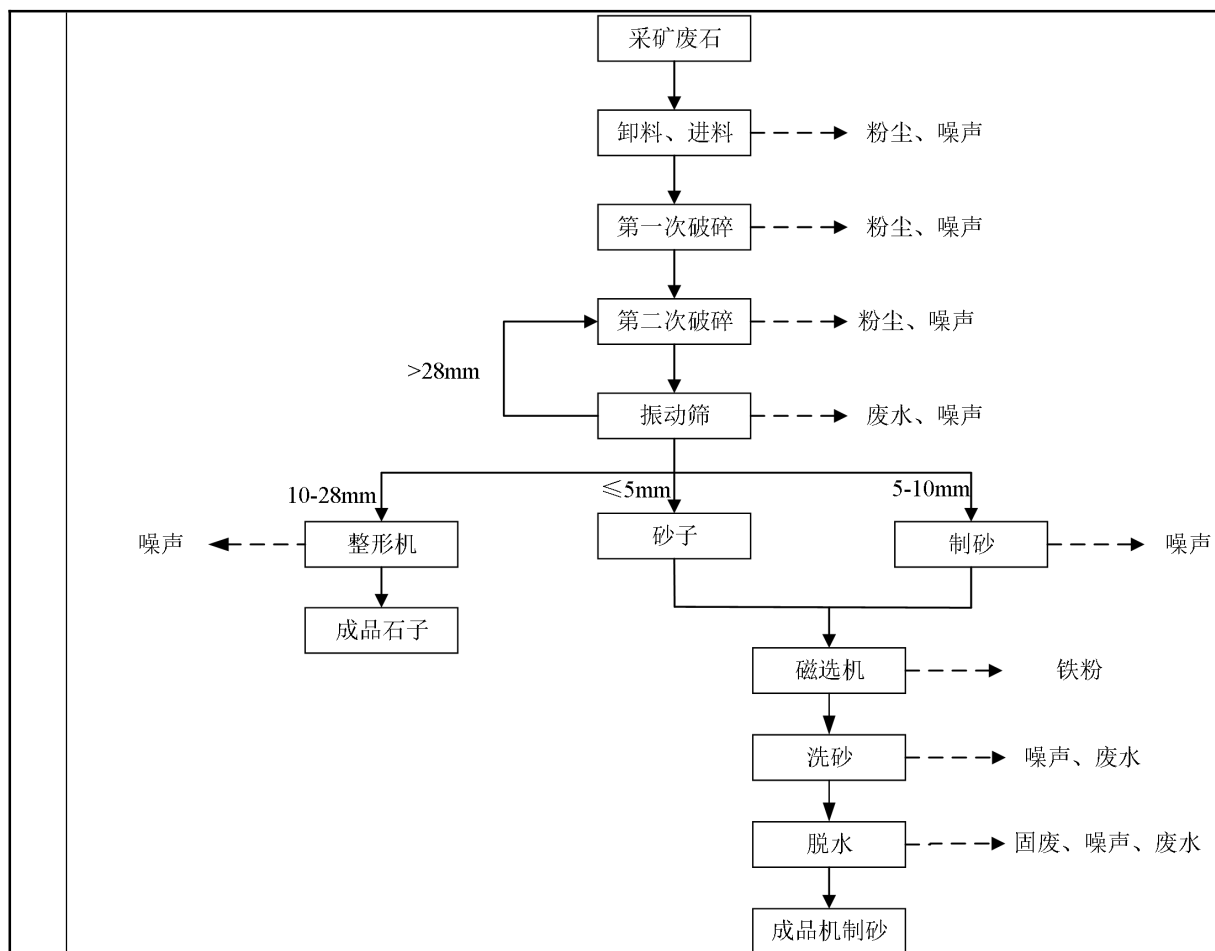 采矿废石
卸料、进料
粉尘、噪声
第一次破碎
粉尘、噪声
第二次破碎
粉尘、噪声
>28mm
振动筛
废水、噪声
10-28mm
≤5mm
5-10mm
噪声
整形机
砂子
制砂
噪声
成品石子
磁选机
铁粉
洗砂
噪声、废水
脱水
固废、噪声、废水
成品机制砂